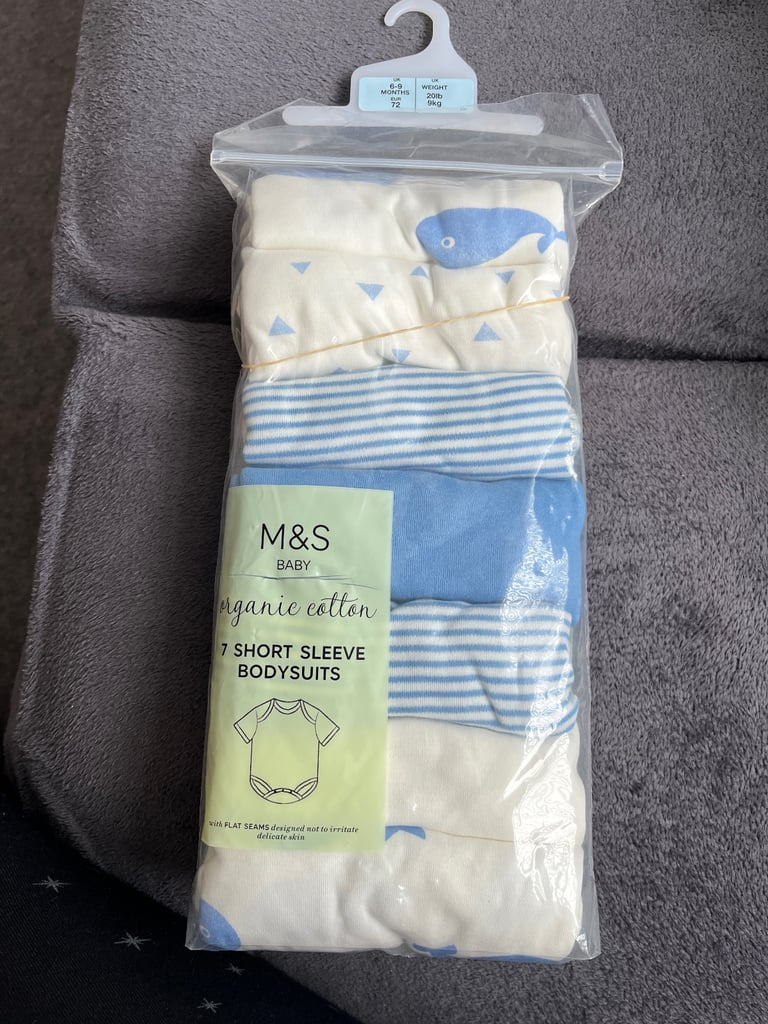 UK
6-9
MONTHS
EUR
72
UK
WEIGHT
20lb
9kg
M&S
BABY
organic cotton
7 SHORT SLEEVE
BODYSUITS
with FLAT SEAMS designed not to irritate
delicate skin